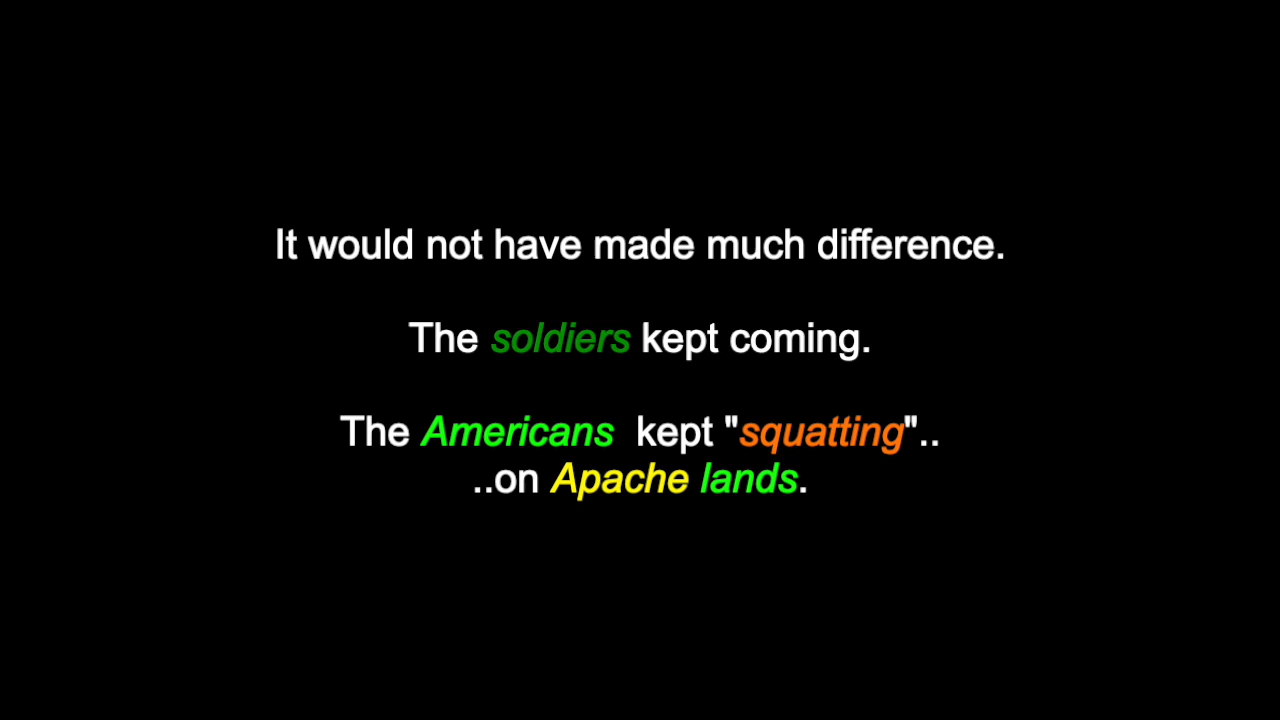 It would not have made much difference.
The soldiers kept coming.
The Americans  kept "squatting"..
..on Apache lands.